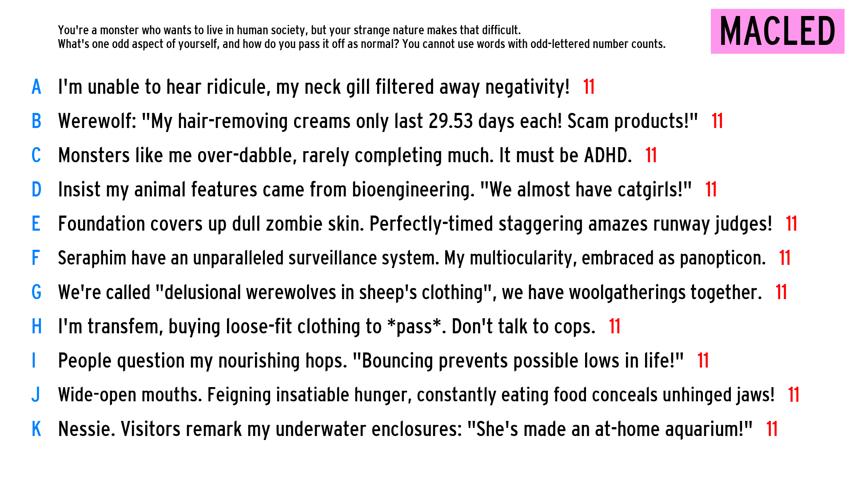 You're a monster who wants to live in human society, but your strange nature makes that difficult.
What's one odd aspect of yourself, and how do you pass it off as normal? You cannot use words with odd-lettered number counts.
MACLED
A I'm unable to hear ridicule, my neck gill filtered away negativity! 11
B Werewolf: "My hair-removing creams only last 29.53 days each! Scam products!" 11
C Monsters like me over-dabble, rarely completing much. It must be ADHD. 11
D Insist my animal features came from bioengineering. "We almost have catgirls!" 11
E Foundation covers up dull zombie skin. Perfectly-timed staggering amazes runway judges! 11
F Seraphim have an unparalleled surveillance system. My multiocularity, embraced as panopticon. 11
G We're called "delusional werewolves in sheep's clothing", we have woolgatherings together. 11
H I'm transfem, buying loose-fit clothing to *pass*. Don't talk to cops. 11
I People question my nourishing hops. "Bouncing prevents possible lows in life!" 11
J Wide-open mouths. Feigning insatiable hunger, constantly eating food conceals unhinged jaws! 11
K Nessie. Visitors remark my underwater enclosures: "She's made an at-home aquarium!" 11